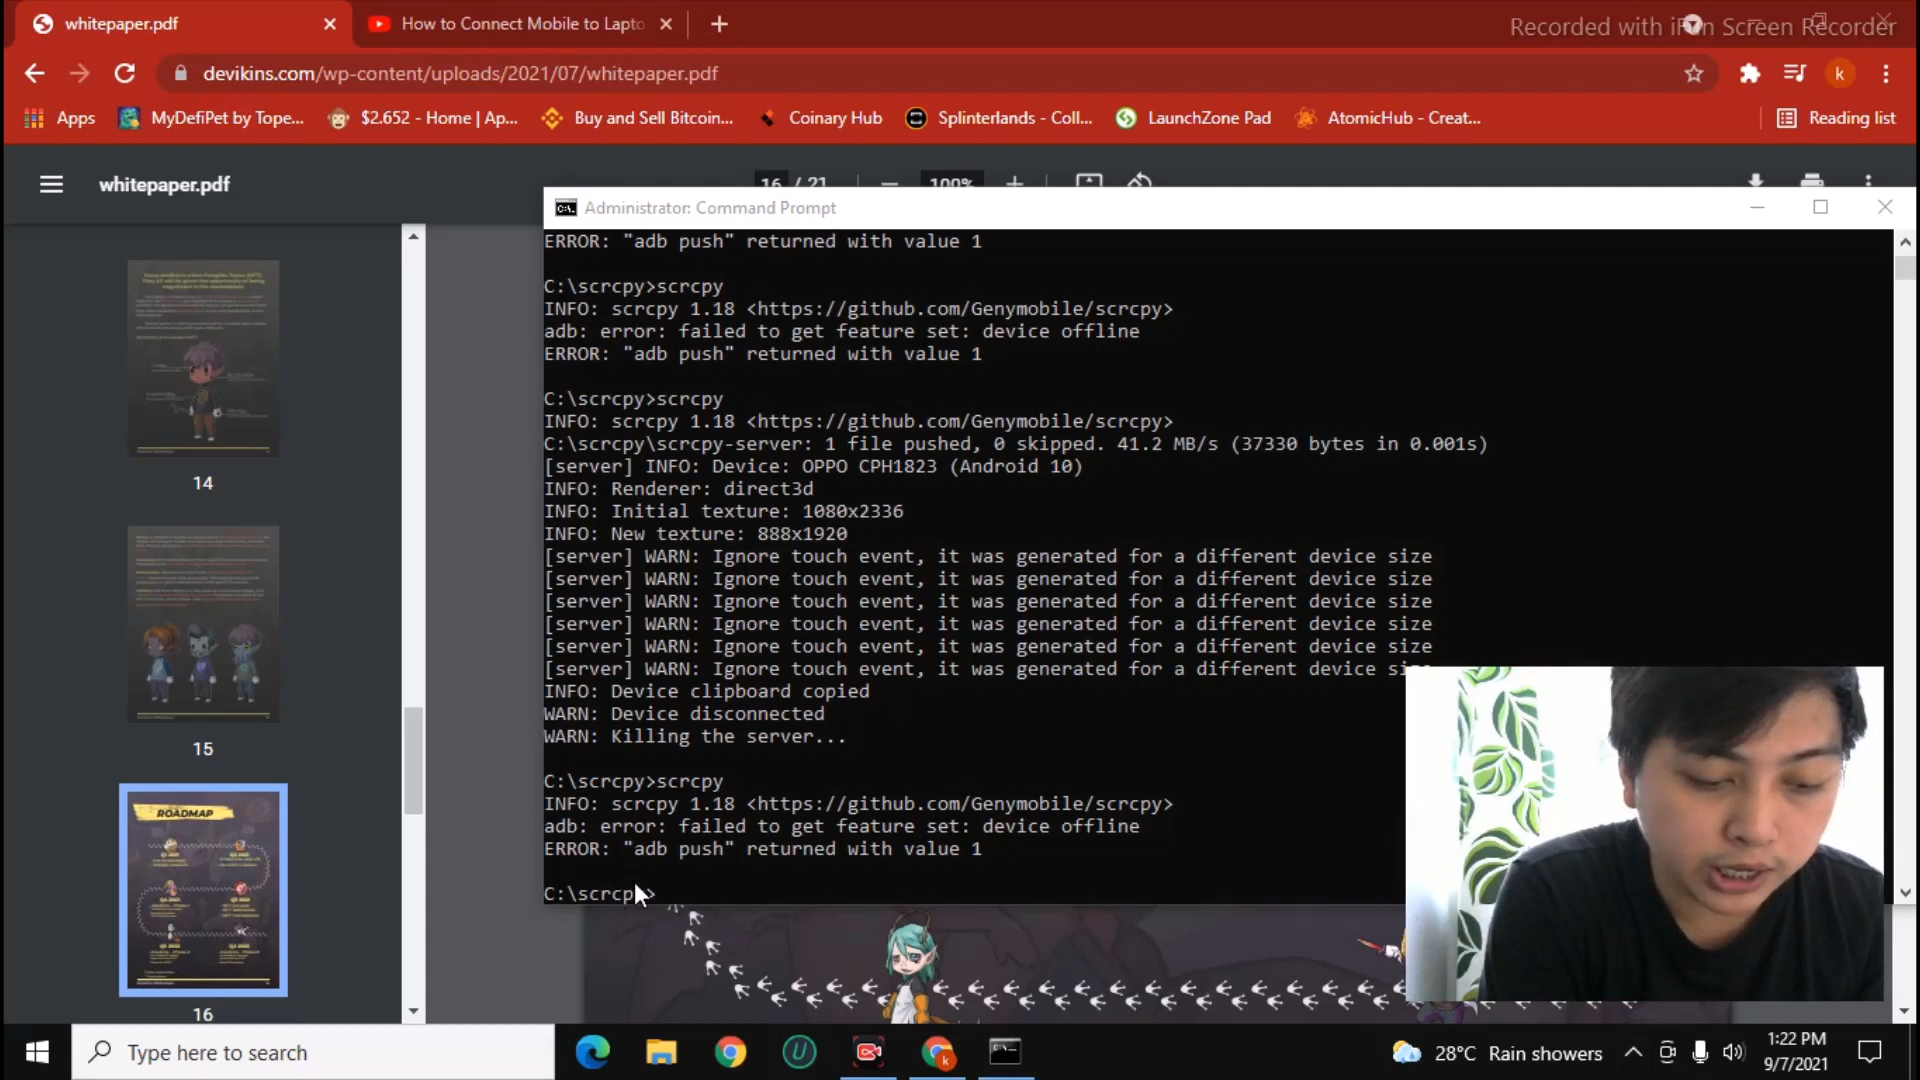 whitepaper.pdf
How to Connect Mobile to Lapto
Recorded with iFun Screen Recorder
devikins.com/wp-content/uploads/2021/07/whitepaper.pdf
k
Apps
MyDefiPet by Tope...
$2.652 - Home | Ap...
Buy and Sell Bitcoin...
Coinary Hub
Splinterlands - Coll...
LaunchZone Pad
AtomicHub - Creat...
Reading list
whitepaper.pdf
16 / 21
100%
Administrator: Command Prompt
ERROR: "adb push" returned with value 1
C:\scrcpy>scrcpy
INFO: scrcpy 1.18 <https://github.com/Genymobile/scrcpy>
adb: error: failed to get feature set: device offline
ERROR: "adb push" returned with value 1
C:\scrcpy>scrcpy
INFO: scrcpy 1.18 <https://github.com/Genymobile/scrcpy>
C:\scrcpy\scrcpy-server: 1 file pushed, 0 skipped. 41.2 MB/s (37330 bytes in 0.001s)
[server] INFO: Device: OPPO CPH1823 (Android 10)
INFO: Renderer: direct3d
INFO: Initial texture: 1080x2336
INFO: New texture: 888x1920
[server] WARN: Ignore touch event, it was generated for a different device size
[server] WARN: Ignore touch event, it was generated for a different device size
[server] WARN: Ignore touch event, it was generated for a different device size
[server] WARN: Ignore touch event, it was generated for a different device size
[server] WARN: Ignore touch event, it was generated for a different device size
[server] WARN: Ignore touch event, it was generated for a different device size
INFO: Device clipboard copied
WARN: Device disconnected
WARN: Killing the server...
C:\scrcpy>scrcpy
INFO: scrcpy 1.18 <https://github.com/Genymobile/scrcpy>
adb: error: failed to get feature set: device offline
ERROR: "adb push" returned with value 1
C:\scrcpy>
14
15
ROADMAP
16
Type here to search
28°C Rain showers
1:22 PM
9/7/2021